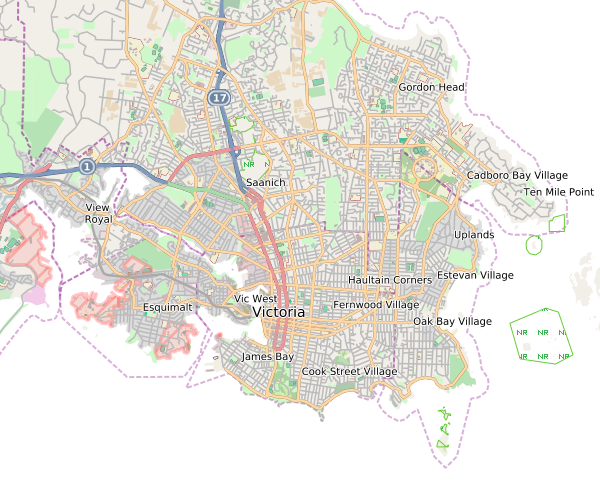 Gordon Head
17
1
NR
N
Saanich
Cadboro Bay Village
Ten Mile Point
View
Royal
Uplands
Haultain Corners
Estevan Village
Vic West
Esquimalt
Fernwood Village
Victoria
Oak Bay Village
NR NR N
IR NR NR
James Bay
Cook Street Village